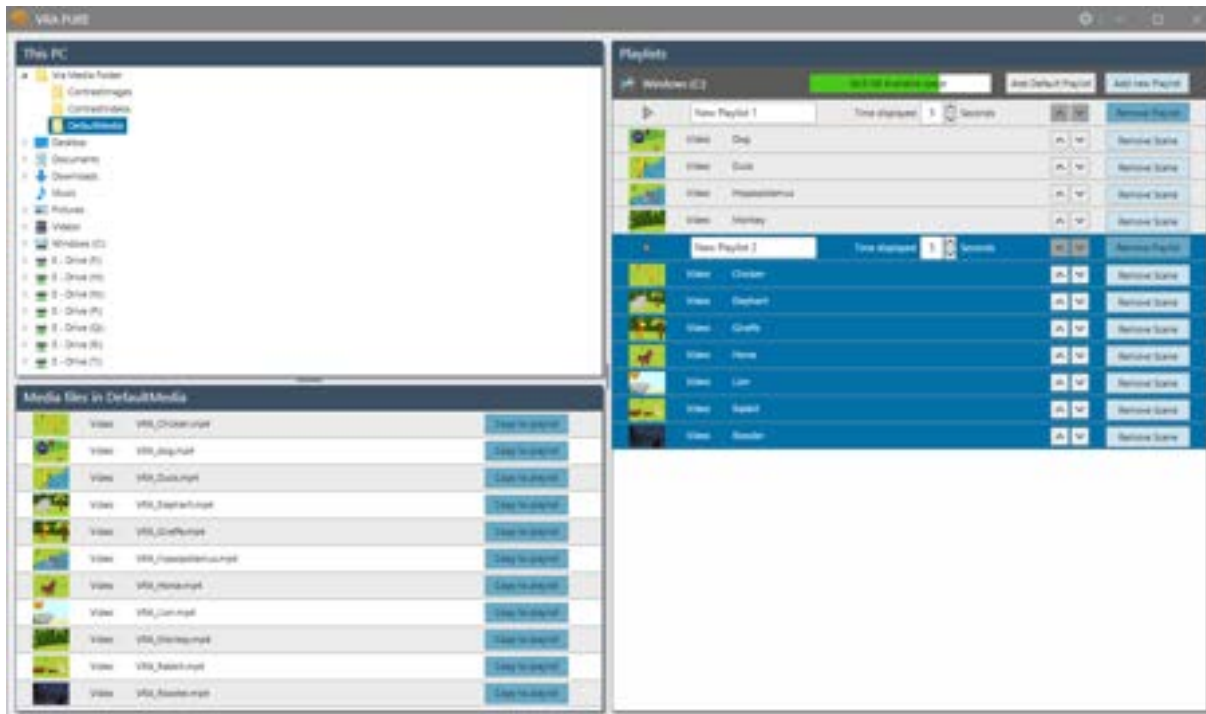 VRA PURE
This PC
Via Media Folder
ContrastImages
ContrastVideos
DefaultMedia
Desktop
Documents
Downloads
Music
Pictures
Videos
Windows (C:)
E - Drive (F:)
E - Drive (H:)
E - Drive (N:)
E - Drive (P:)
E - Drive (Q:)
E - Drive (R:)
E - Drive (T:)
Media files in DefaultMedia
Video VRA_Chicken.mp4 Copy to playlist
Video VRA_dog.mp4 Copy to playlist
Video VRA_Duck.mp4 Copy to playlist
Video VRA_Elephant.mp4 Copy to playlist
Video VRA_Giraffe.mp4 Copy to playlist
Video VRA_Hippopotamus.mp4 Copy to playlist
Video VRA_Horse.mp4 Copy to playlist
Video VRA_Lion.mp4 Copy to playlist
Video VRA_Monkey.mp4 Copy to playlist
Video VRA_Rabbit.mp4 Copy to playlist
Video VRA_Rooster.mp4 Copy to playlist
Playlists
Windows (C:) Add Default Playlist Add new Playlist
New Playlist 1 Time displayed 5 Seconds Remove Playlist
Video Dog Remove Scene
Video Duck Remove Scene
Video Hippopotamus Remove Scene
Video Monkey Remove Scene
New Playlist 2 Time displayed 5 Seconds Remove Playlist
Video Chicken Remove Scene
Video Elephant Remove Scene
Video Giraffe Remove Scene
Video Horse Remove Scene
Video Lion Remove Scene
Video Rabbit Remove Scene
Video Rooster Remove Scene